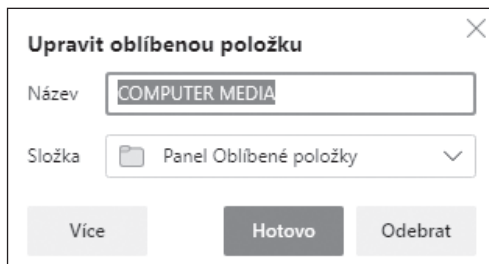 Upravit oblíbenou položku
Název COMPUTER MEDIA
Složka Panel Oblíbené položky
Více Hotovo Odebrat